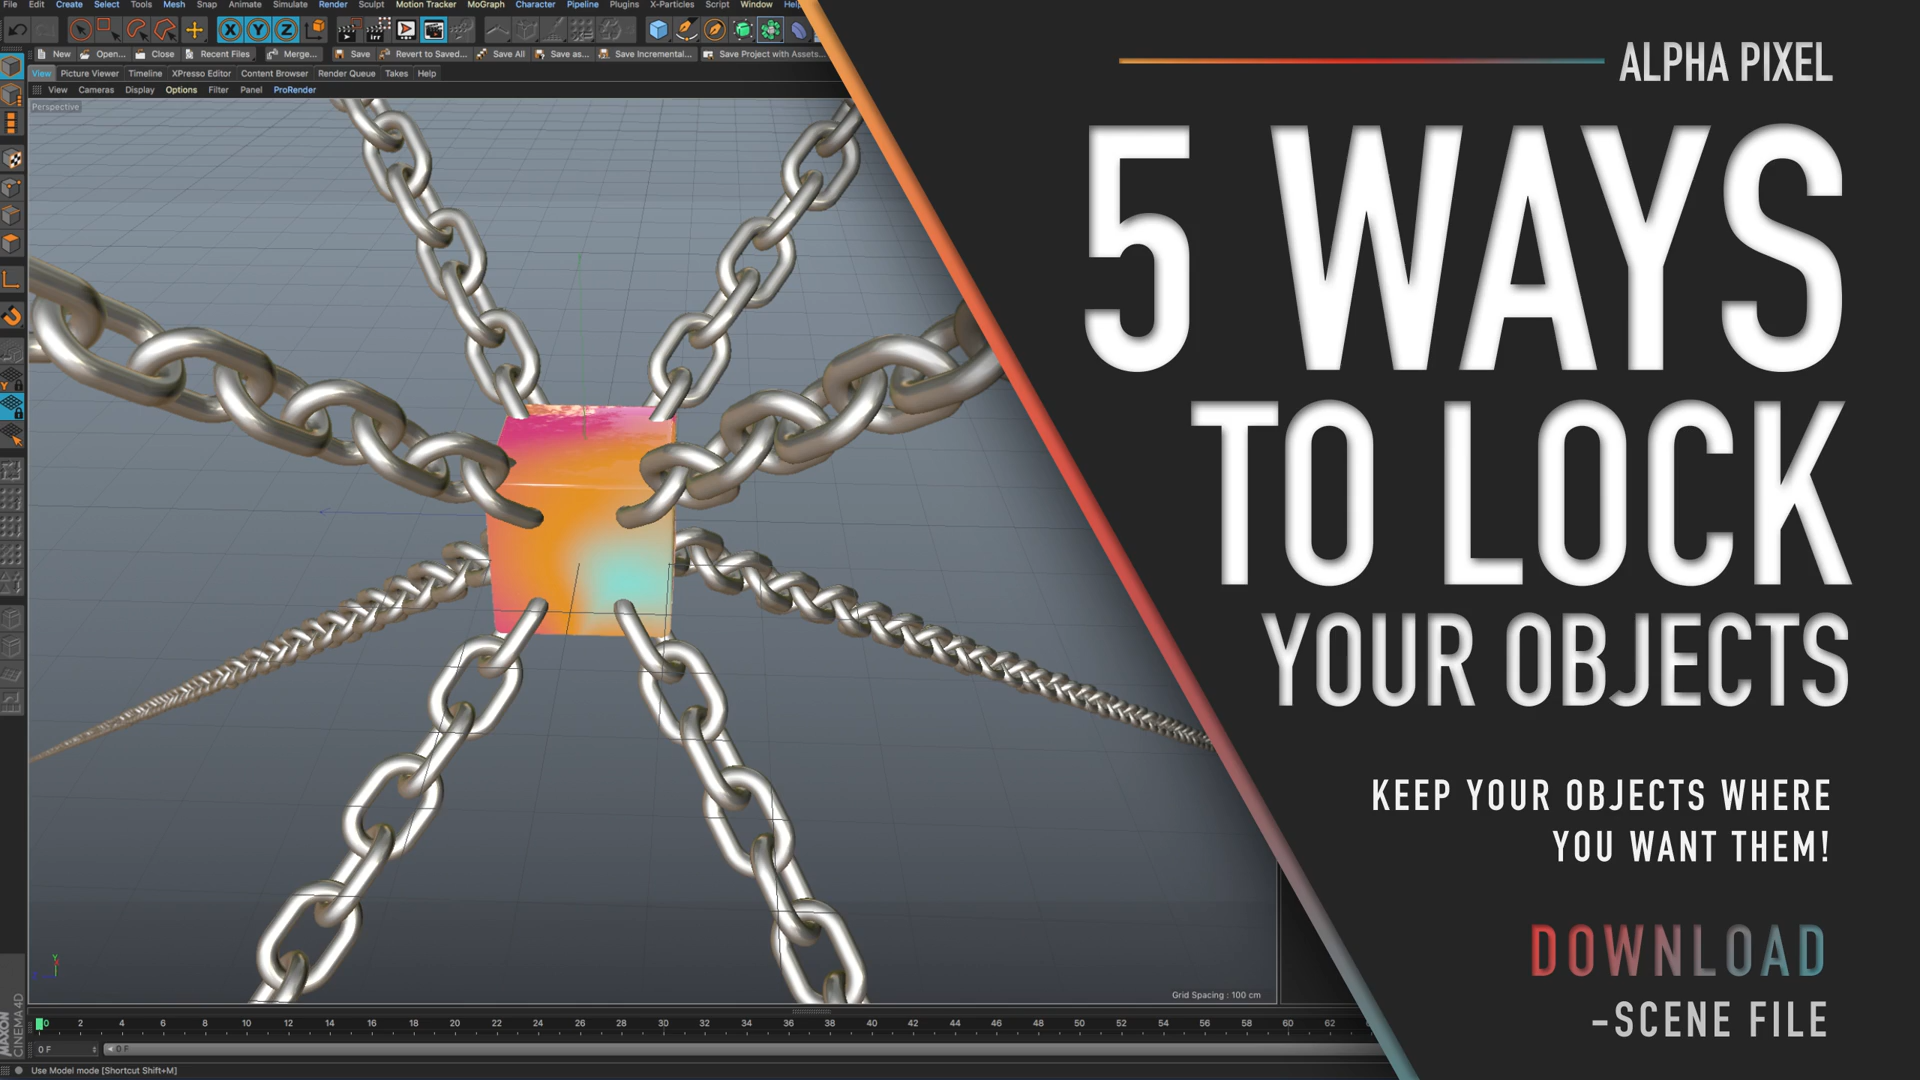 File Edit Create Select Tools Mesh Snap Animate Simulate Render Sculpt Motion Tracker MoGraph Character Pipeline Plugins X-Particles Script Window Help
X Y Z
New Open... Close Recent Files Merge... Save Revert to Saved... Save All Save as... Save Incremental... Save Project with Assets...
View Picture Viewer Timeline XPresso Editor Content Browser Render Queue Takes Help
View Cameras Display Options Filter Panel ProRender
Perspective
ALPHA PIXEL
5 WAYS
TO LOCK
YOUR OBJECTS
KEEP YOUR OBJECTS WHERE
YOU WANT THEM!
DOWNLOAD
-SCENE FILE
Y
Grid Spacing : 100 cm
0 2 4 6 8 10 12 14 16 18 20 22 24 26 28 30 32 34 36 38 40 42 44 46 48 50 52 54 56 58 60 62
0 F 0 F
MAXON
CINEMA 4D
Use Model mode [Shortcut Shift+M]